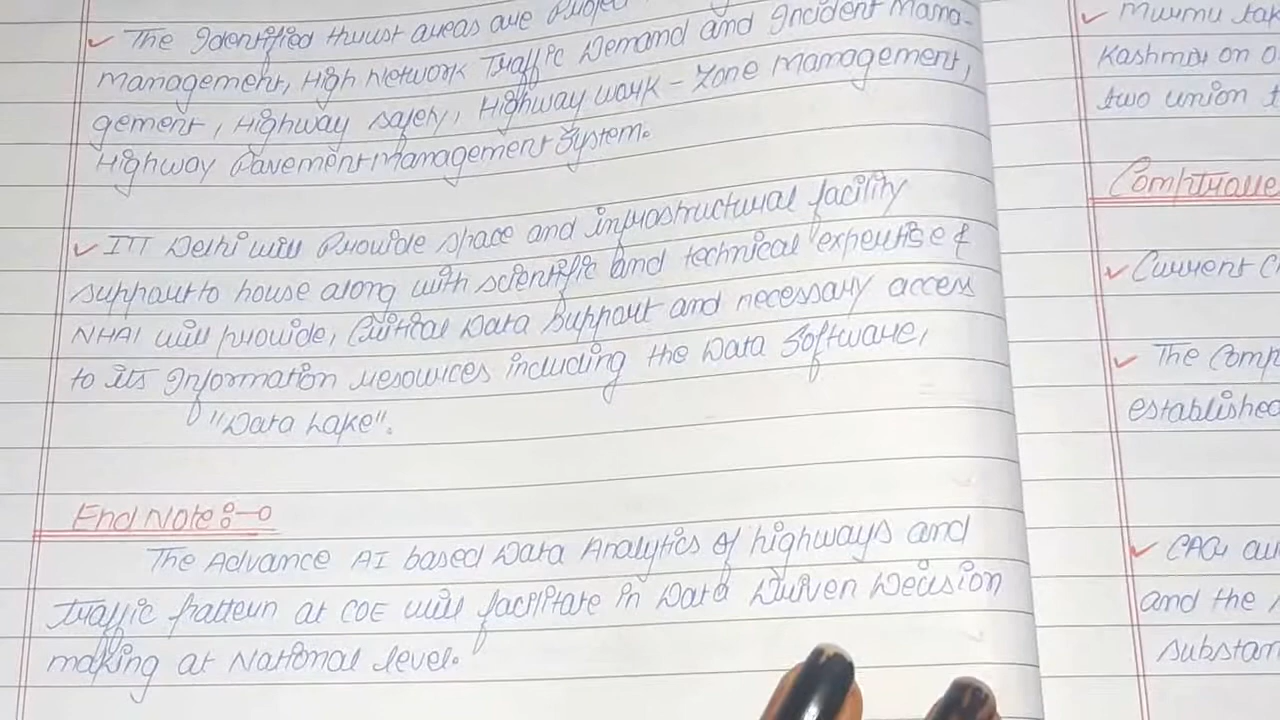 ✓ The Identified thrust areas are Project
management, High Network Traffic Demand and Incident Mana-
gement, Highway safety, Highway work-zone management,
Highway Pavement Management System.
✓ IIT Delhi will Provide space and infrastructural facility
support to house along with scientific and technical expertise &
NHAI will provide, Critical Data Support and necessary access
to its Information resources including the Data Software,
"Data Lake".
End Note :-
The Advance AI based Data Analytics of highways and
traffic pattern at COE will facilitate in Data Driven Decision
making at National level.
✓ Murmu
Kashmir on
two union
✓ Current
✓ The
established
✓ CAG
and the